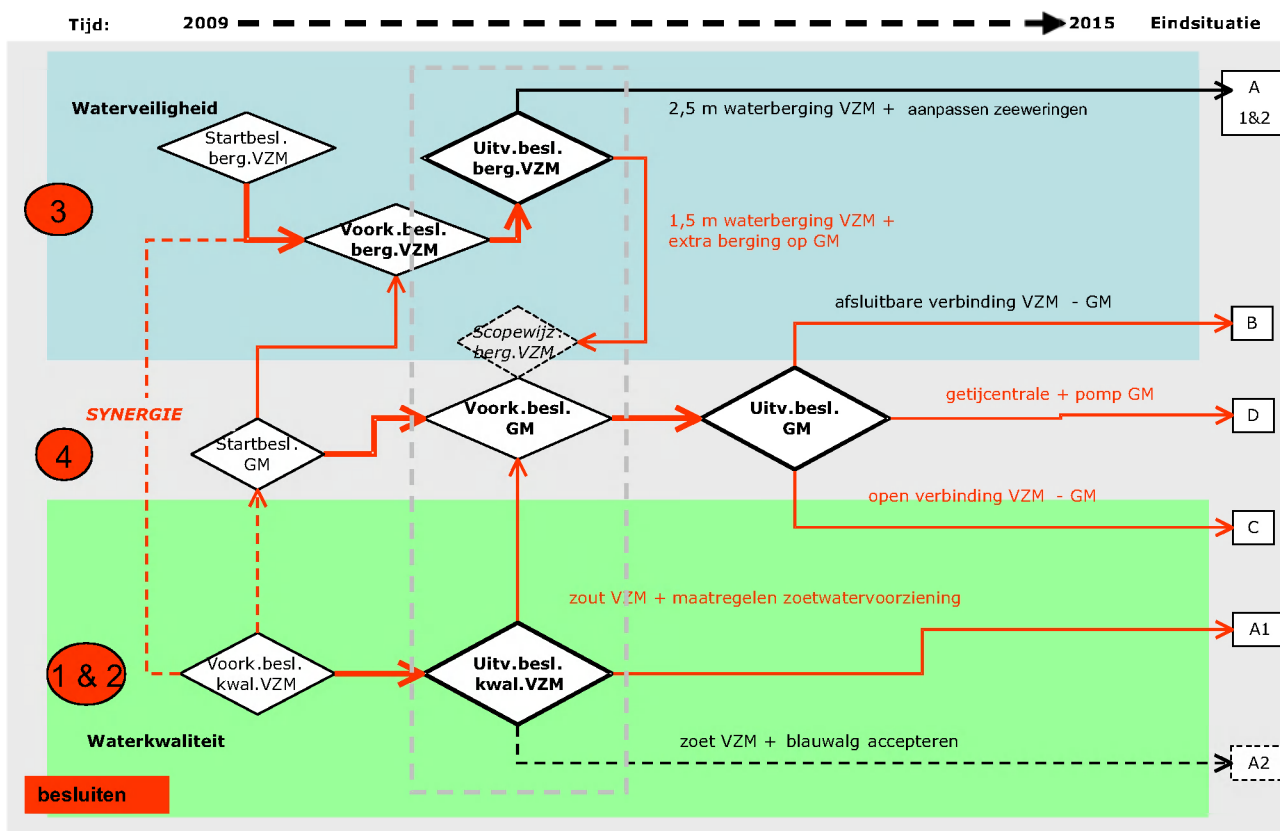 Tijd: 2009 2015 Eindsituatie
Waterveiligheid
Startbesl.
berg.VZM
Uitv.besl.
berg.VZM
2,5 m waterberging VZM + aanpassen zeeweringen
A
1&2
3
Voork.besl.
berg.VZM
1,5 m waterberging VZM +
extra berging op GM
Scopewijz.
berg.VZM
afsluitbare verbinding VZM - GM
B
SYNERGIE
4
Startbesl.
GM
Voork.besl.
GM
Uitv.besl.
GM
getijcentrale + pomp GM
D
open verbinding VZM - GM
C
zout VZM + maatregelen zoetwatervoorziening
A1
1 & 2
Voork.besl.
kwal.VZM
Uitv.besl.
kwal.VZM
Waterkwaliteit
zoet VZM + blauwalg accepteren
A2
besluiten